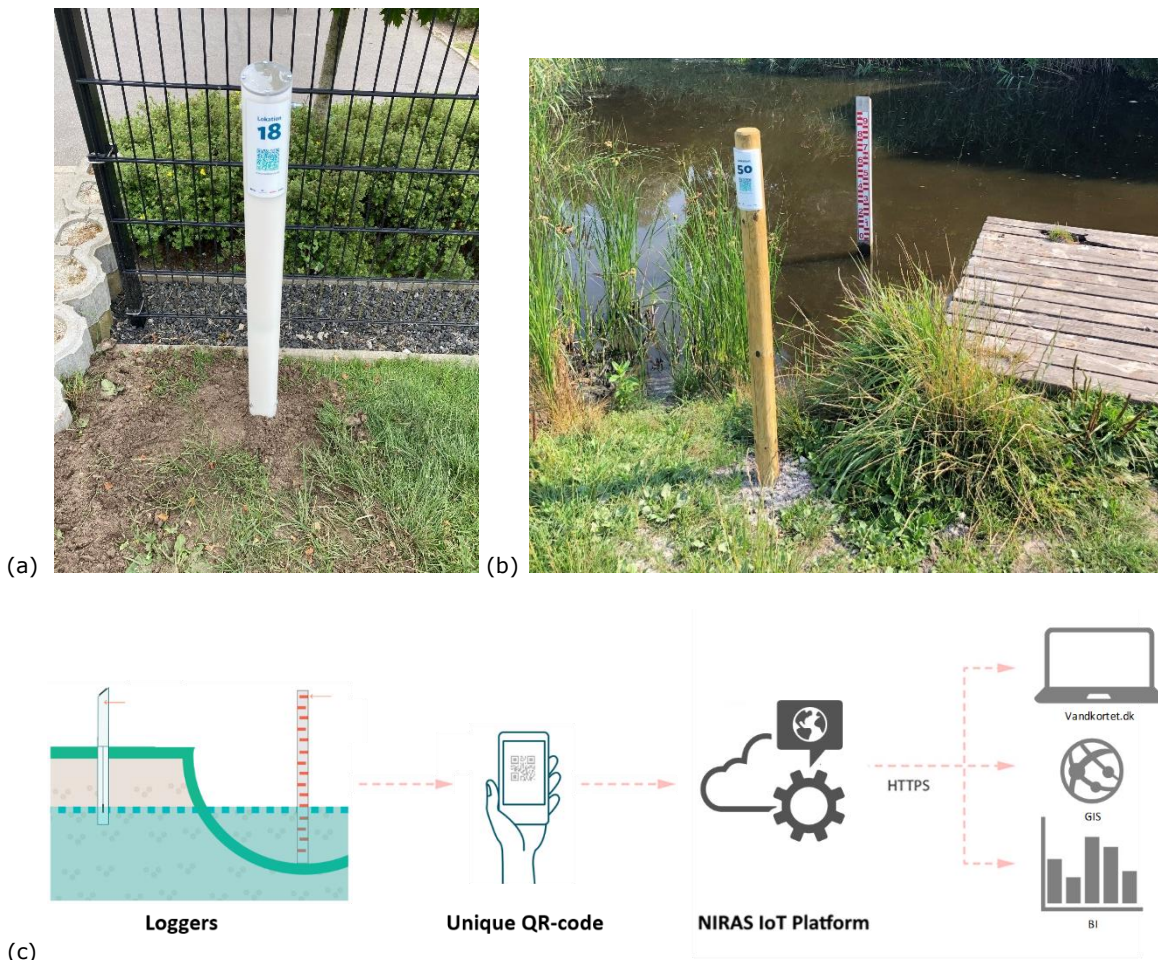 Lokation
18
50
(a)
(b)
HTTPS
Vandkortet.dk
GIS
BI
Loggers
Unique QR-code
NIRAS IoT Platform
(c)